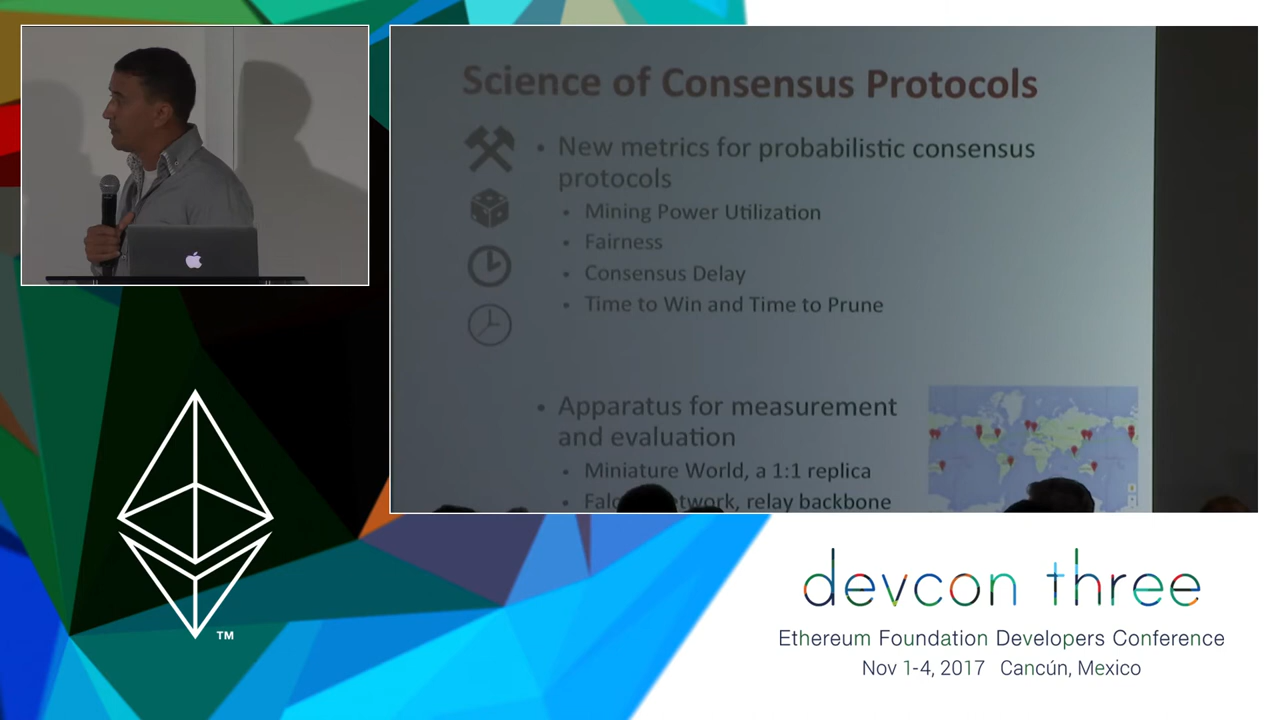 Science of Consensus Protocols
• New metrics for probabilistic consensus
protocols
• Mining Power Utilization
• Fairness
• Consensus Delay
• Time to Win and Time to Prune
• Apparatus for measurement
and evaluation
• Miniature World, a 1:1 replica
network, relay backbone
TM
devcon three
Ethereum Foundation Developers Conference
Nov 1-4, 2017 Cancún, Mexico